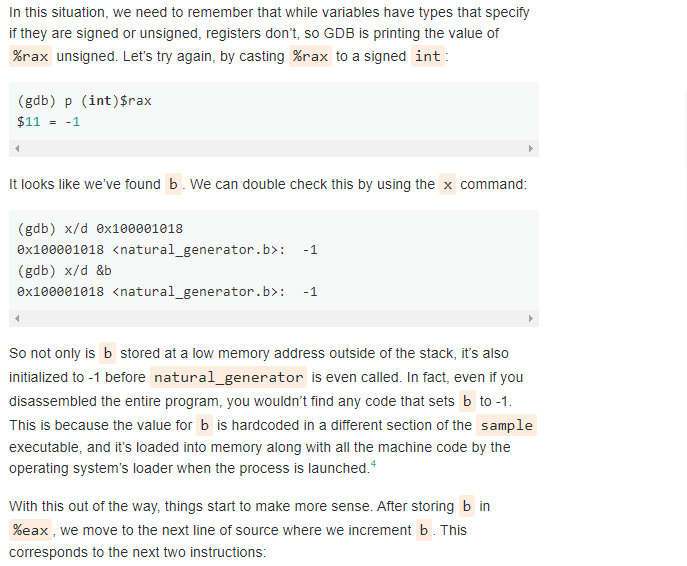 In this situation, we need to remember that while variables have types that specify
if they are signed or unsigned, registers don’t, so GDB is printing the value of
%rax unsigned. Let’s try again, by casting %rax to a signed int:
(gdb) p (int)$rax
$11 = -1
It looks like we’ve found b. We can double check this by using the x command:
(gdb) x/d 0x100001018
0x100001018 <natural_generator.b>: -1
(gdb) x/d &b
0x100001018 <natural_generator.b>: -1
So not only is b stored at a low memory address outside of the stack, it’s also
initialized to -1 before natural_generator is even called. In fact, even if you
disassembled the entire program, you wouldn’t find any code that sets b to -1.
This is because the value for b is hardcoded in a different section of the sample
executable, and it’s loaded into memory along with all the machine code by the
operating system’s loader when the process is launched.4
With this out of the way, things start to make more sense. After storing b in
%eax, we move to the next line of source where we increment b. This
corresponds to the next two instructions: